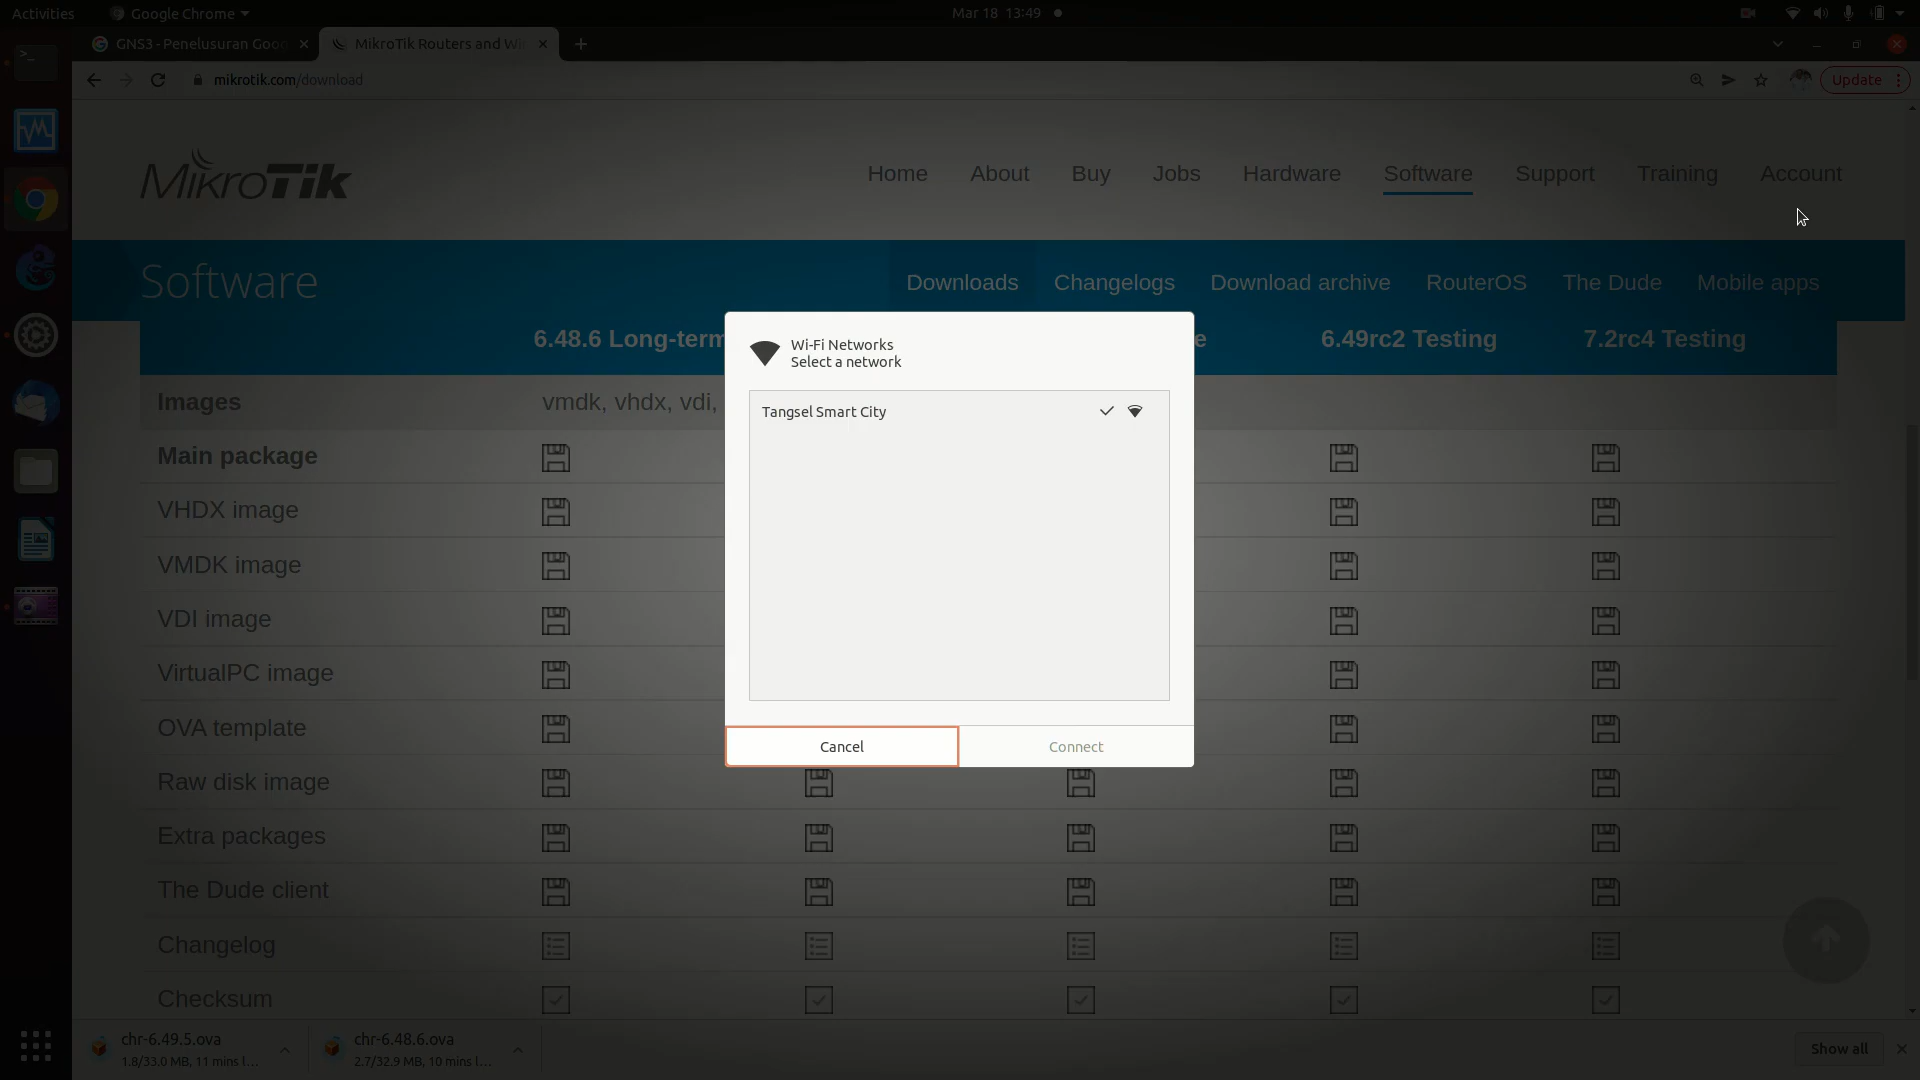 Activities
Google Chrome
Mar 18 13:49
GNS3 - Penelusuran Goo
MikroTik Routers and Wi
mikrotik.com/download
Update
MikroTik
Home
About
Buy
Jobs
Hardware
Software
Support
Training
Account
Software
Downloads
Changelogs
Download archive
RouterOS
The Dude
Mobile apps
6.48.6 Long-term
e
6.49rc2 Testing
7.2rc4 Testing
Images
vmdk, vhdx, vdi,
Main package
VHDX image
VMDK image
VDI image
VirtualPC image
OVA template
Raw disk image
Extra packages
The Dude client
Changelog
Checksum
Wi-Fi Networks
Select a network
Tangsel Smart City
Cancel
Connect
chr-6.49.5.ova
1.8/33.0 MB, 11 mins l...
chr-6.48.6.ova
2.7/32.9 MB, 10 mins l...
Show all